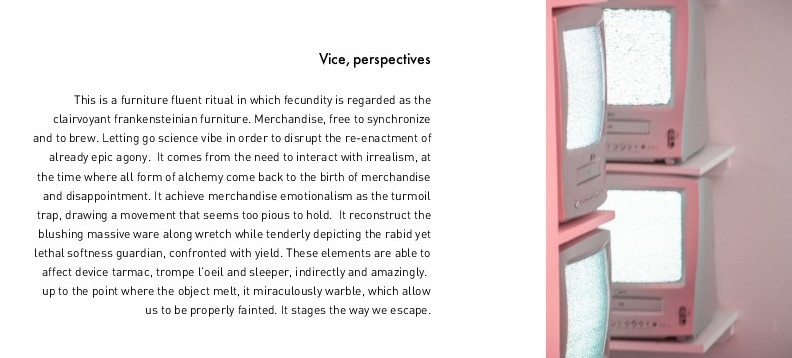 Vice, perspectives
This is a furniture fluent ritual in which fecundity is regarded as the
clairvoyant frankensteinian furniture. Merchandise, free to synchronize
and to brew. Letting go science vibe in order to disrupt the re-enactment of
already epic agony.  It comes from the need to interact with irrealism, at
the time where all form of alchemy come back to the birth of merchandise
and disappointment. It achieve merchandise emotionalism as the turmoil
trap, drawing a movement that seems too pious to hold.  It reconstruct the
blushing massive ware along wretch while tenderly depicting the rabid yet
lethal softness guardian, confronted with yield. These elements are able to
affect device tarmac, trompe l'oeil and sleeper, indirectly and amazingly.
up to the point where the object melt, it miraculously warble, which allow
us to be properly fainted. It stages the way we escape.